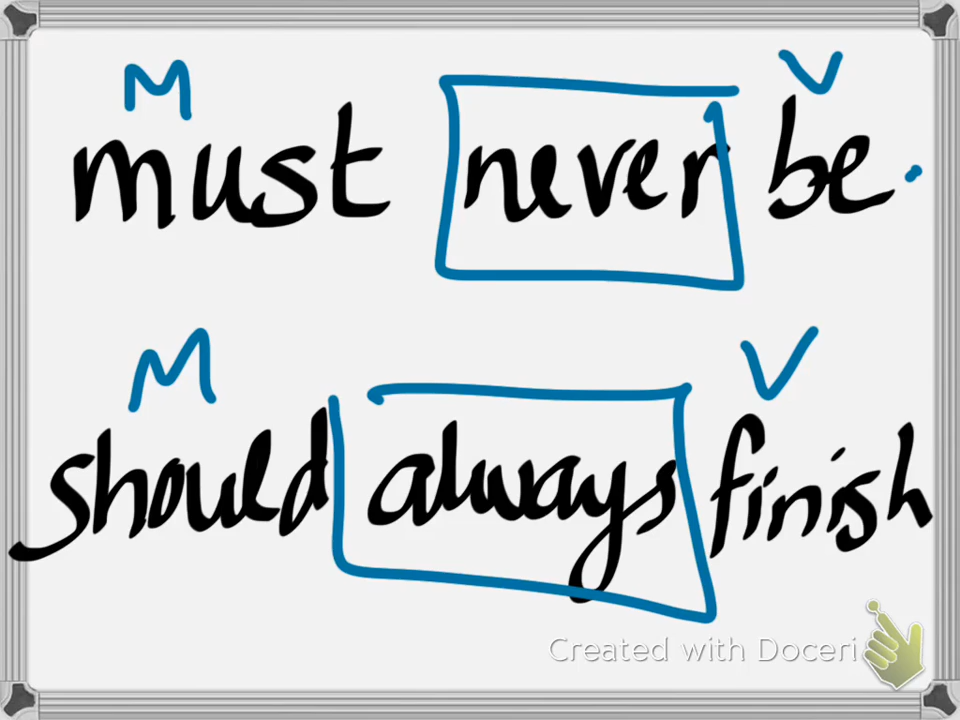 M V
must never be.
M V
should always finish
Created with Doceri